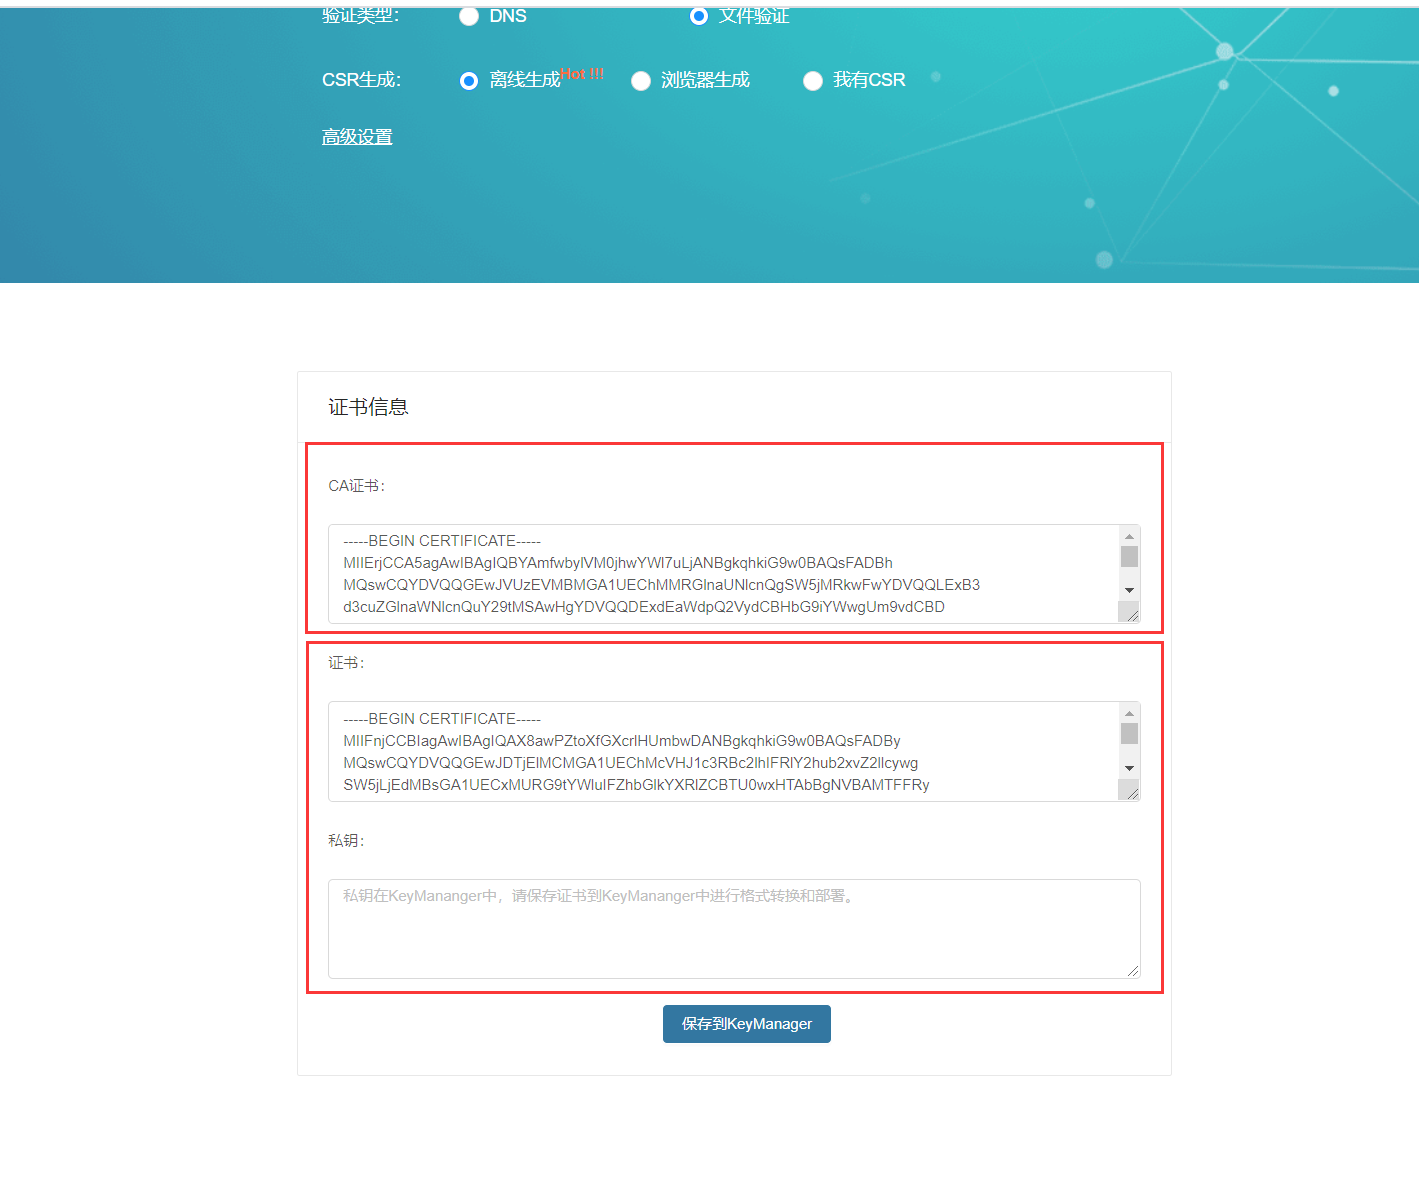 验证类型：
DNS
文件验证
CSR生成：
离线生成Hot !!!
浏览器生成
我有CSR
高级设置
证书信息
CA证书：
-----BEGIN CERTIFICATE-----
MIIErjCCA5agAwIBAgIQBYAmfwbylVM0jhwYWl7uLjANBgkqhkiG9w0BAQsFADBh
MQswCQYDVQQGEwJVUzEVMBMGA1UEChMMRGlnaUNlcnQgSW5jMRkwFwYDVQQLExB3
d3cuZGlnaWNlcnQuY29tMSAwHgYDVQQDExdEaWdpQ2VydCBHbG9iYWwgUm9vdCBD
证书：
-----BEGIN CERTIFICATE-----
MIIFnjCCBIagAwIBAgIQAX8awPZtoXfGXcrlHUmbwDANBgkqhkiG9w0BAQsFADBy
MQswCQYDVQQGEwJDTjElMCMGA1UEChMcVHJ1c3RBc2lhIFRlY2hub2xvZ2llcywg
SW5jLjEdMBsGA1UECxMURG9tYWluIFZhbGlkYXRlZCBTU0wxHTAbBgNVBAMTFFRy
私钥：
私钥在KeyMananger中，请保存证书到KeyMananger中进行格式转换和部署。
保存到KeyManager